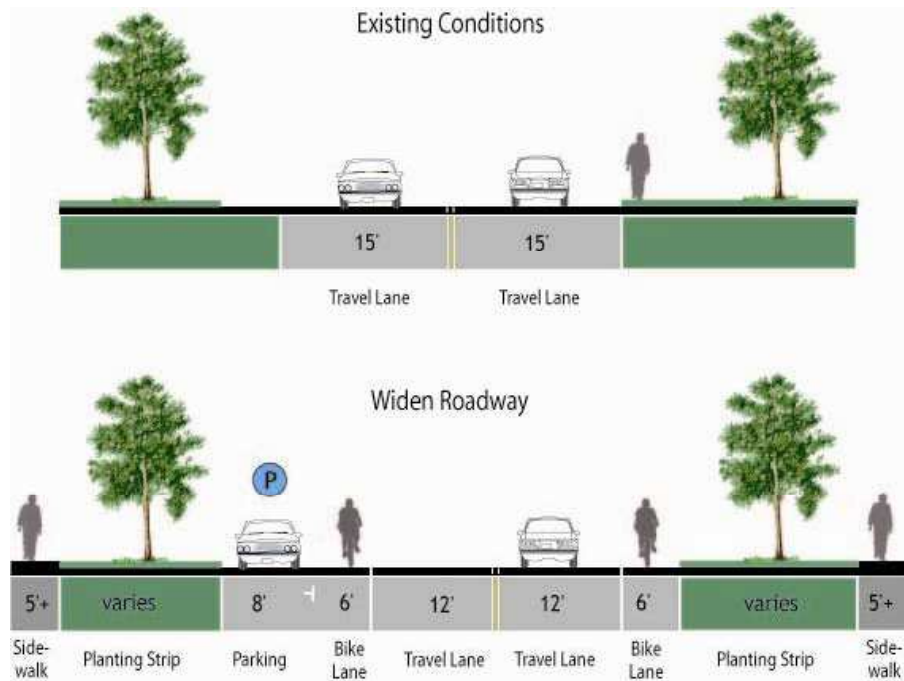 Existing Conditions
15' 15'
Travel Lane Travel Lane
Widen Roadway
P
5'+ varies 8' 6' 12' 12' 6' varies 5'+
Side- Planting Strip Parking Bike Travel Lane Travel Lane Bike Planting Strip Side-
walk Lane Lane walk